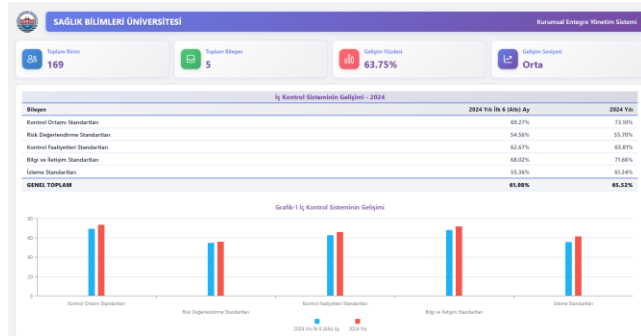 SAĞLIK BİLİMLERİ ÜNİVERSİTESİ
Kurumsal Entegre Yönetim Sistemi
Toplam Birim
169
Toplam Bileşen
5
Gelişim Yüzdesi
63.75%
Gelişim Seviyesi
Orta
İç Kontrol Sisteminin Gelişimi - 2024
Bileşen 2024 Yılı İlk 6 (Altı) Ay 2024 Yılı
Kontrol Ortamı Standartları 69.27% 73.10%
Risk Değerlendirme Standartları 54.56% 55.70%
Kontrol Faaliyetleri Standartları 62.67% 65.81%
Bilgi ve İletişim Standartları 68.02% 71.66%
İzleme Standartları 55.36% 61.34%
GENEL TOPLAM 61.98% 65.52%
Grafik-1 İç Kontrol Sisteminin Gelişimi
80
60
40
20
0
Kontrol Ortamı Standartları
Risk Değerlendirme Standartları
Kontrol Faaliyetleri Standartları
Bilgi ve İletişim Standartları
İzleme Standartları
2024 Yılı İlk 6 (Altı) Ay 2024 Yılı